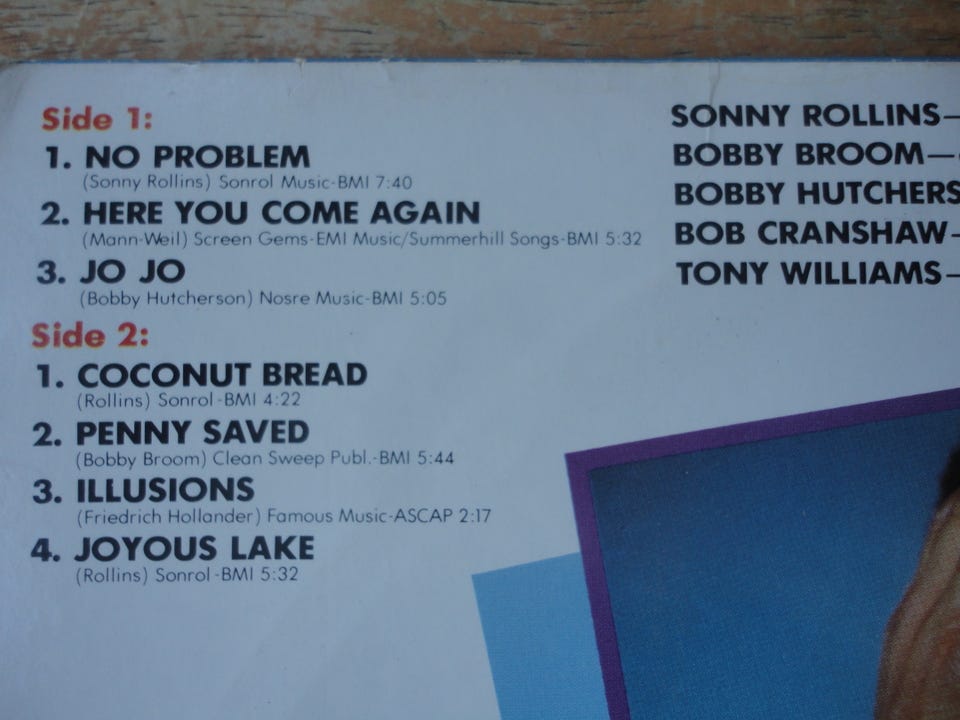 Side 1:
1. NO PROBLEM
(Sonny Rollins) Sonrol Music-BMI 7:40
2. HERE YOU COME AGAIN
(Mann-Weil) Screen Gems-EMI Music/Summerhill Songs-BMI 5:32
3. JO JO
(Bobby Hutcherson) Nosre Music-BMI 5:05
Side 2:
1. COCONUT BREAD
(Rollins) Sonrol-BMI 4:22
2. PENNY SAVED
(Bobby Broom) Clean Sweep Publ.-BMI 5:44
3. ILLUSIONS
(Friedrich Hollander) Famous Music-ASCAP 2:17
4. JOYOUS LAKE
(Rollins) Sonrol-BMI 5:32
SONNY ROLLINS—
BOBBY BROOM—
BOBBY HUTCHERS
BOB CRANSHAW—
TONY WILLIAMS—